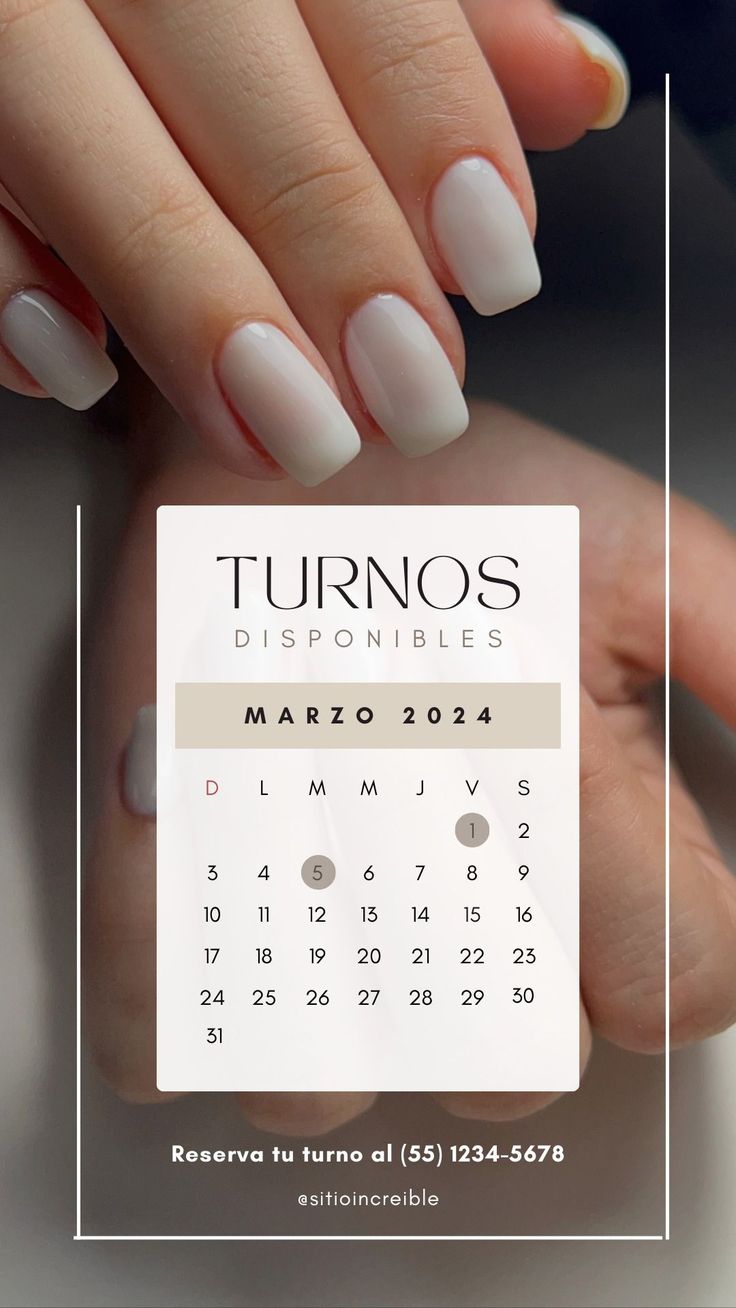 TURNOS
DISPONIBLES
MARZO 2024
D L M M J V S
1 2
3 4 5 6 7 8 9
10 11 12 13 14 15 16
17 18 19 20 21 22 23
24 25 26 27 28 29 30
31
Reserva tu turno al (55) 1234-5678
@sitioincreible